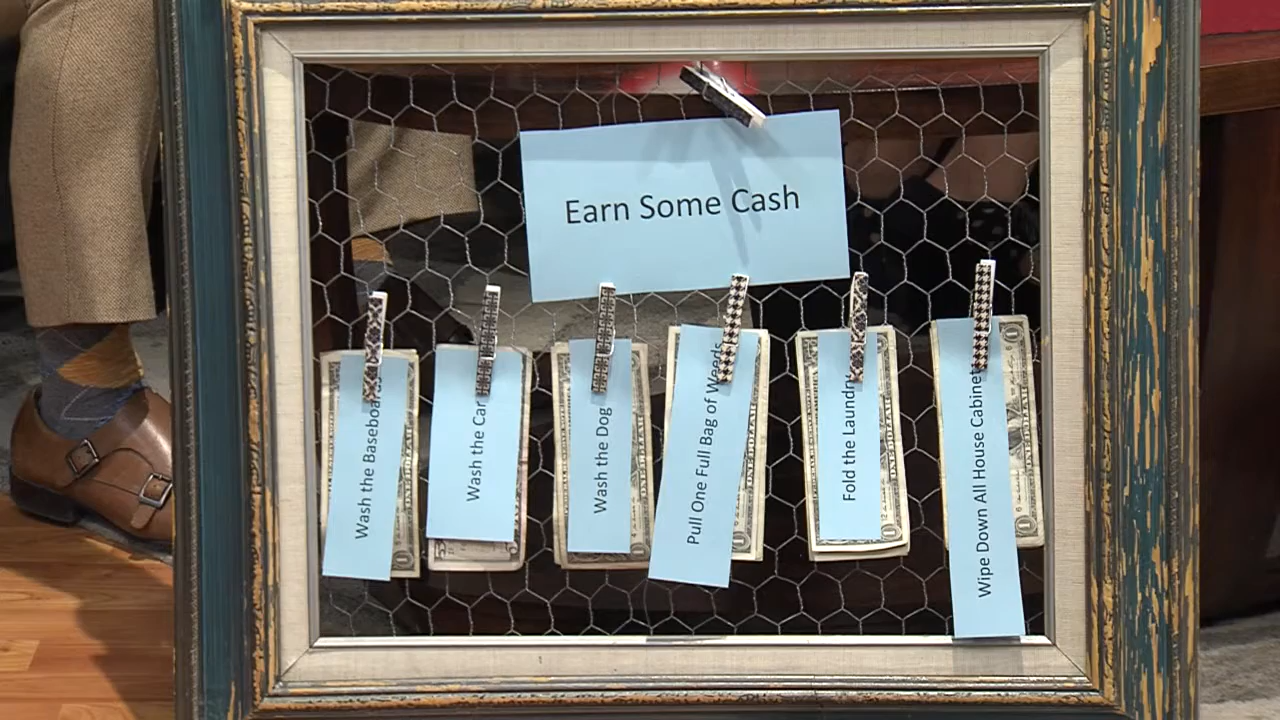 Earn Some Cash
Wash the Baseboards
Wash the Car
Wash the Dog
Pull One Full Bag of Weeds
Fold the Laundry
Wipe Down All House Cabinet